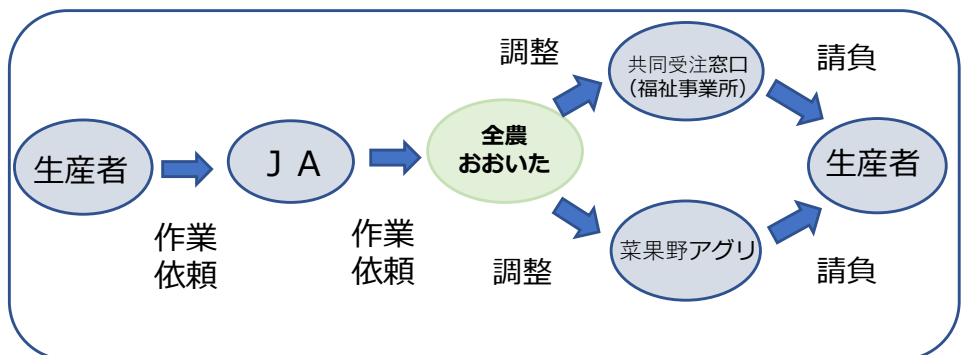 生産者
作業
依頼
ＪＡ
作業
依頼
全農
おおいた
調整
共同受注窓口
（福祉事業所）
請負
調整
菜果野アグリ
請負
生産者